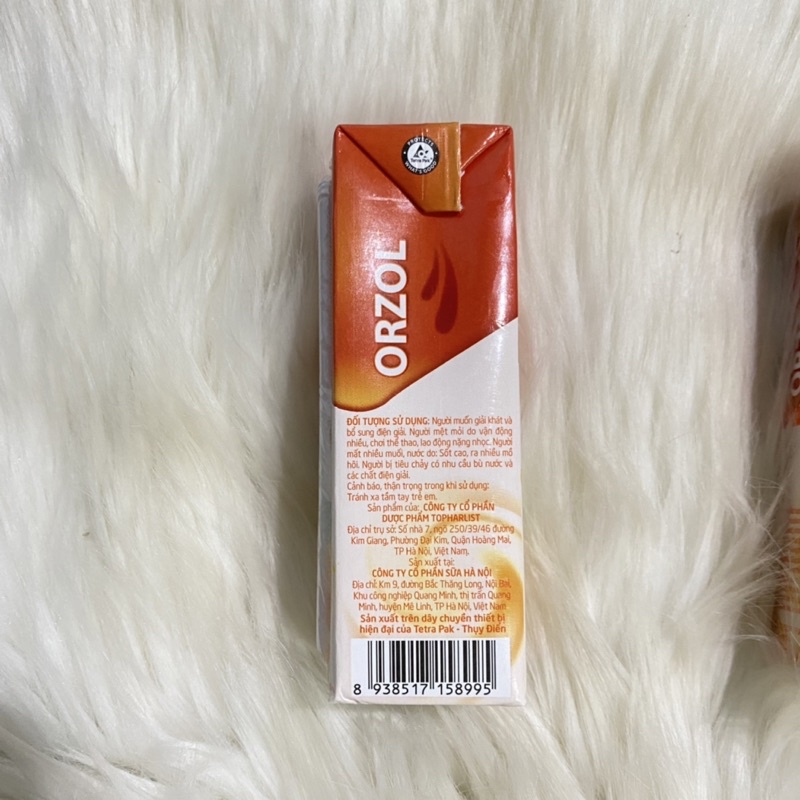 PROTECTS
Tetra Pak
WHAT'S GOOD
ORZOL
ĐỐI TƯỢNG SỬ DỤNG: Người muốn giải khát và
bổ sung điện giải. Người mệt mỏi do vận động
nhiều, chơi thể thao, lao động nặng nhọc. Người
mất nhiều muối, nước do: Sốt cao, ra nhiều mồ
hôi. Người bị tiêu chảy có nhu cầu bù nước và
các chất điện giải.
Cảnh báo, thận trọng trong khi sử dụng:
Tránh xa tầm tay trẻ em.
Sản phẩm của: CÔNG TY CỔ PHẦN
DƯỢC PHẨM TOPHARLIST
Địa chỉ trụ sở: Số nhà 7, ngõ 250/39/46 đường
Kim Giang, Phường Đại Kim, Quận Hoàng Mai,
TP Hà Nội, Việt Nam.
Sản xuất tại:
CÔNG TY CỔ PHẦN SỮA HÀ NỘI
Địa chỉ: Km 9, đường Bắc Thăng Long, Nội Bài,
Khu công nghiệp Quang Minh, thị trấn Quang
Minh, huyện Mê Linh, TP Hà Nội, Việt Nam
Sản xuất trên dây chuyền thiết bị
hiện đại của Tetra Pak - Thụy Điển
8 938517 158995